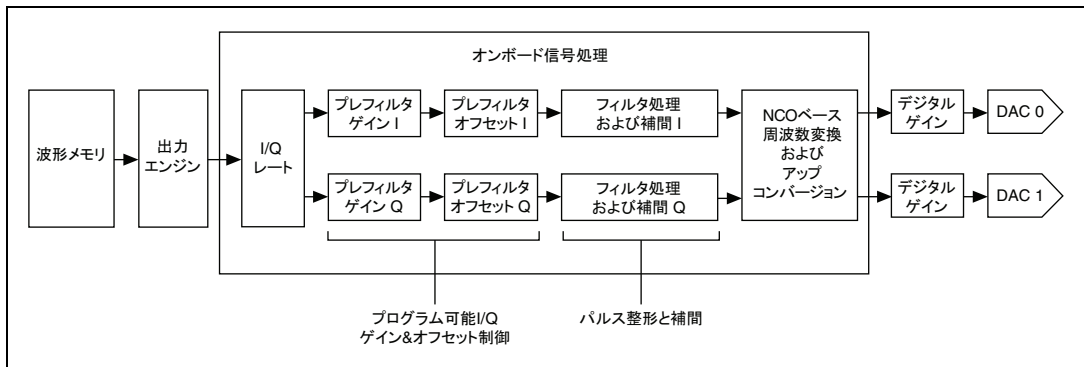 オンボード信号処理
波形メモリ
出力
エンジン
I/Q
レート
プレフィルタ
ゲイン I
プレフィルタ
オフセット I
フィルタ処理
および補間 I
プレフィルタ
ゲイン Q
プレフィルタ
オフセット Q
フィルタ処理
および補間 Q
NCOベース
周波数変換
および
アップ
コンバージョン
デジタル
ゲイン
DAC 0
デジタル
ゲイン
DAC 1
プログラム可能I/Q
ゲイン&オフセット制御
パルス整形と補間